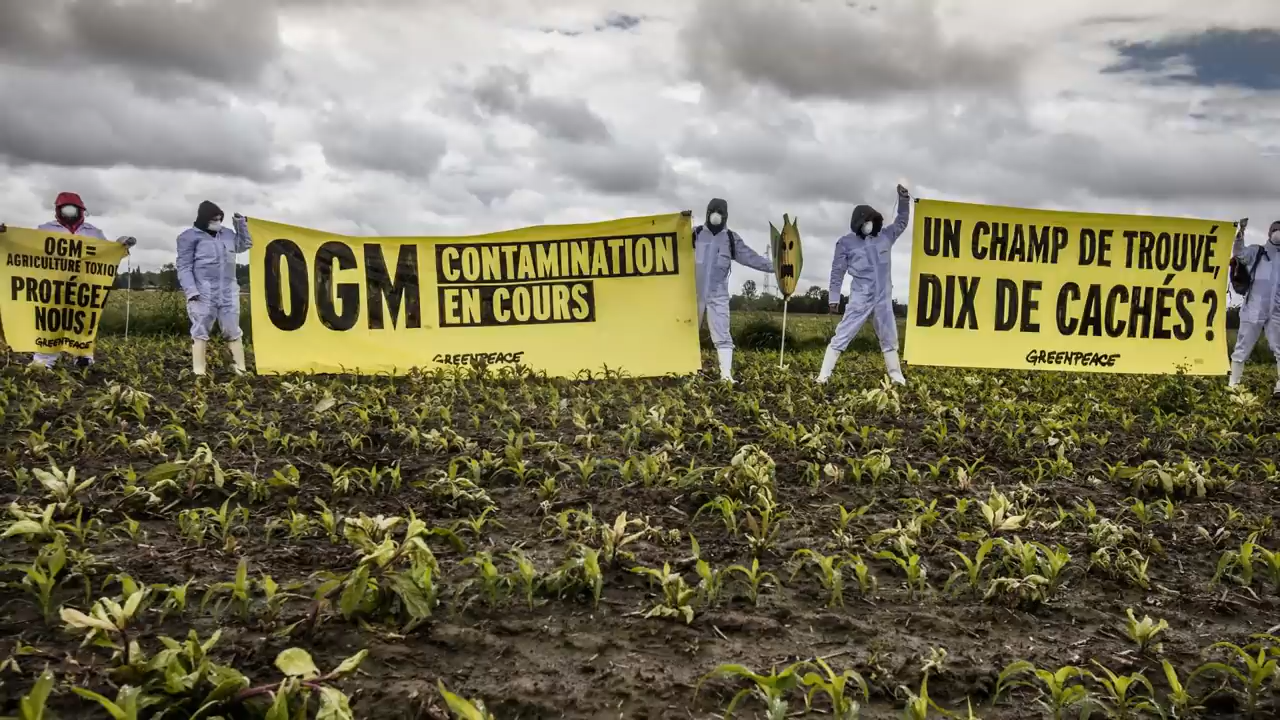 OGM =
AGRICULTURE TOXIQ
PROTÉGEZ
NOUS !
GREENPEACE
OGM
CONTAMINATION
EN COURS
GREENPEACE
UN CHAMP DE TROUVÉ,
DIX DE CACHÉS ?
GREENPEACE